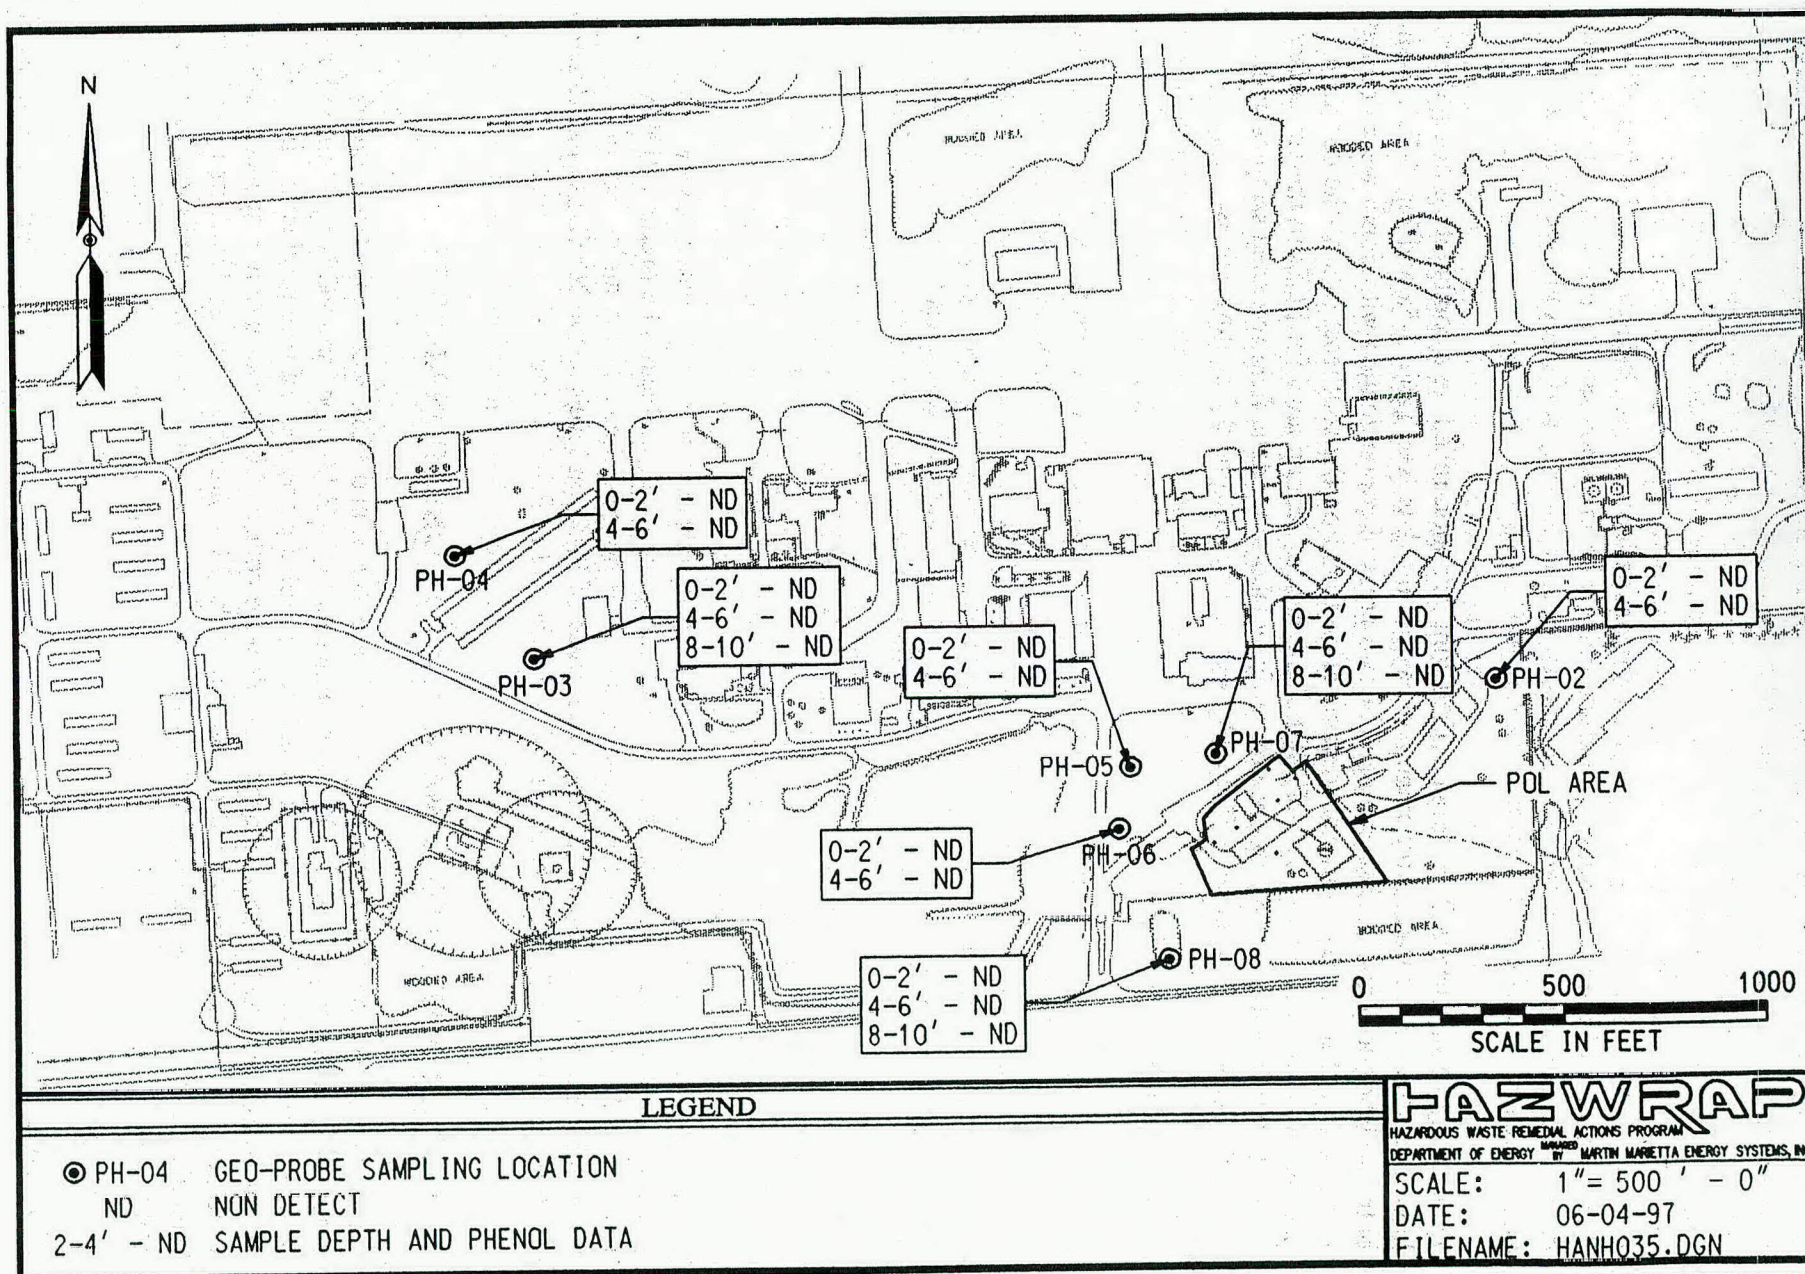 N
WOODED AREA
WOODED AREA
0-2' - ND
4-6' - ND
PH-04
0-2' - ND
4-6' - ND
8-10' - ND
PH-03
0-2' - ND
4-6' - ND
PH-05
0-2' - ND
4-6' - ND
8-10' - ND
PH-07
0-2' - ND
4-6' - ND
PH-02
POL AREA
0-2' - ND
4-6' - ND
PH-06
WOODED AREA
WOODED AREA
0-2' - ND
4-6' - ND
8-10' - ND
PH-08
0 500 1000
SCALE IN FEET
LEGEND
PH-04 GEO-PROBE SAMPLING LOCATION
ND NON DETECT
2-4' - ND SAMPLE DEPTH AND PHENOL DATA
HAZWRAP
HAZARDOUS WASTE REMEDIAL ACTIONS PROGRAM
DEPARTMENT OF ENERGY MANAGED BY MARTIN MARIETTA ENERGY SYSTEMS, IN
SCALE: 1"= 500 ' - 0"
DATE: 06-04-97
FILENAME: HANH035.DGN